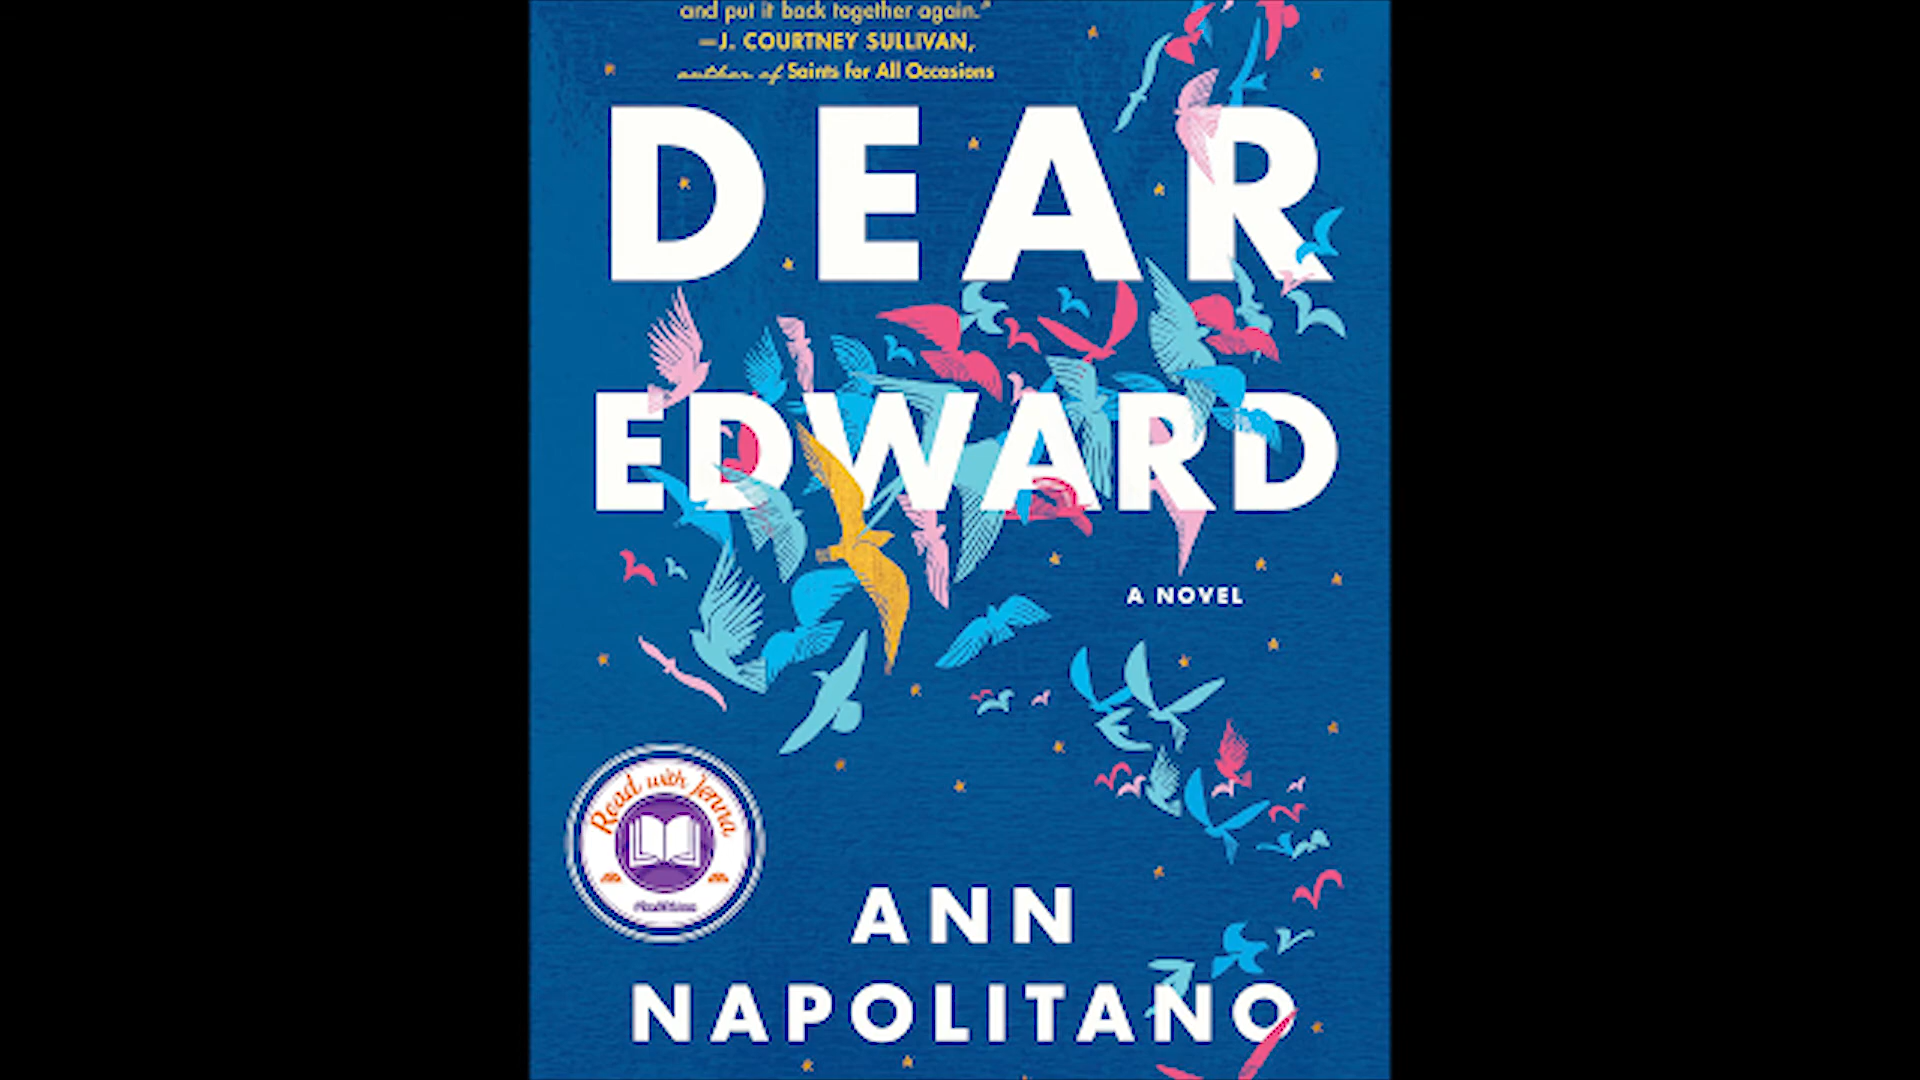 and put it back together again."
—J. COURTNEY SULLIVAN,
author of Saints for All Occasions
DEAR
EDWARD
A NOVEL
Read with Jenna
ANN
NAPOLITANO